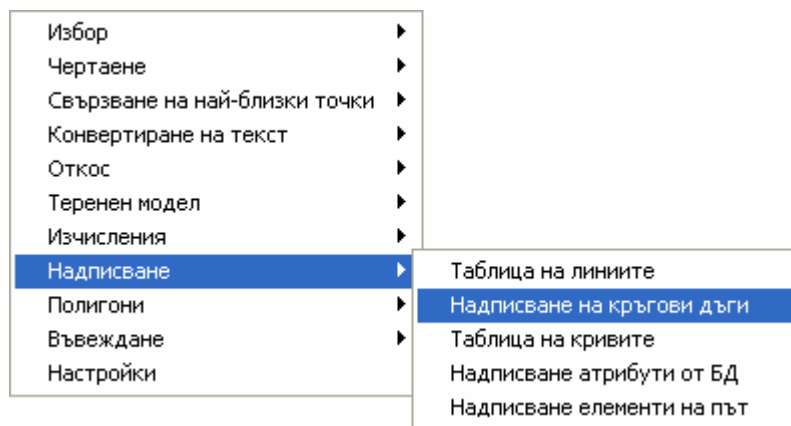 Избор
Чертаене
Свързване на най-близки точки
Конвертиране на текст
Откос
Теренен модел
Изчисления
Надписване
Полигони
Въвеждане
Настройки
Таблица на линиите
Надписване на кръгови дъги
Таблица на кривите
Надписване атрибути от БД
Надписване елементи на път